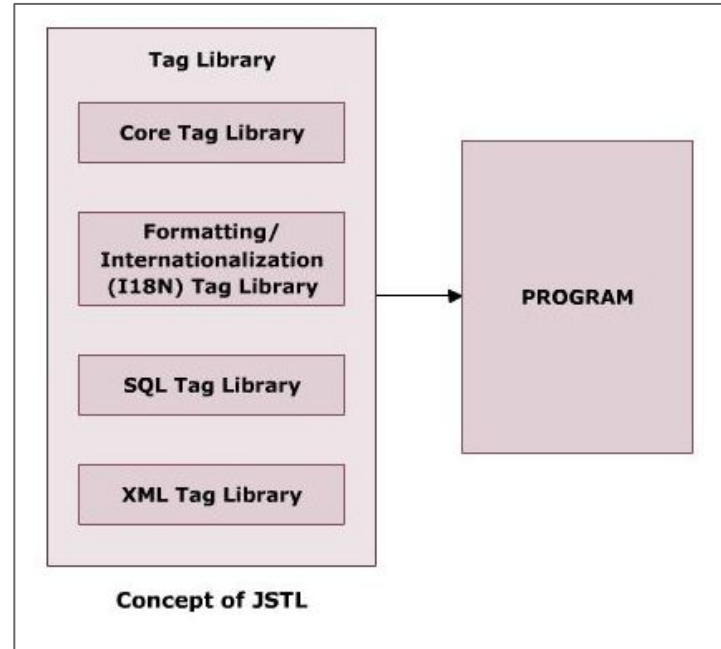 Tag Library
Core Tag Library
Formatting/
Internationalization
(I18N) Tag Library
SQL Tag Library
XML Tag Library
PROGRAM
Concept of JSTL